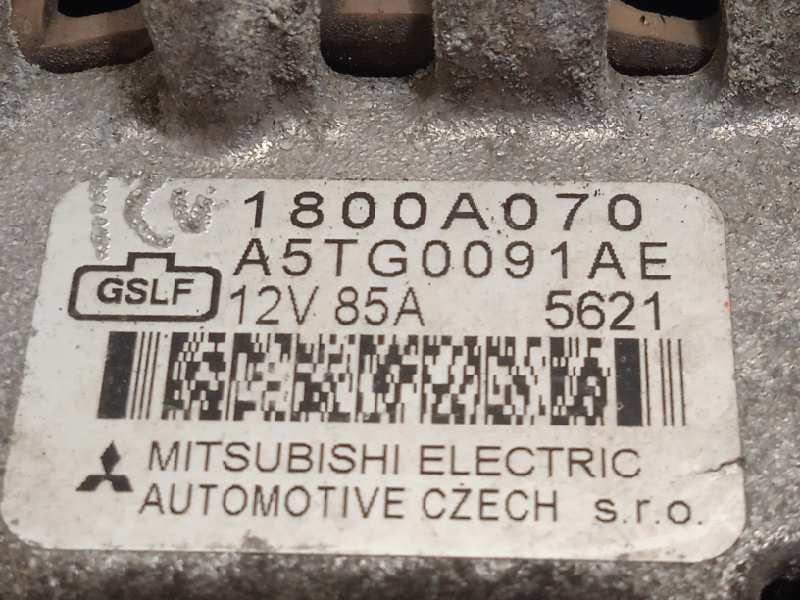 1800A070
A5TG0091AE
GSLF 12V 85A 5621
MITSUBISHI ELECTRIC
AUTOMOTIVE CZECH s.r.o.